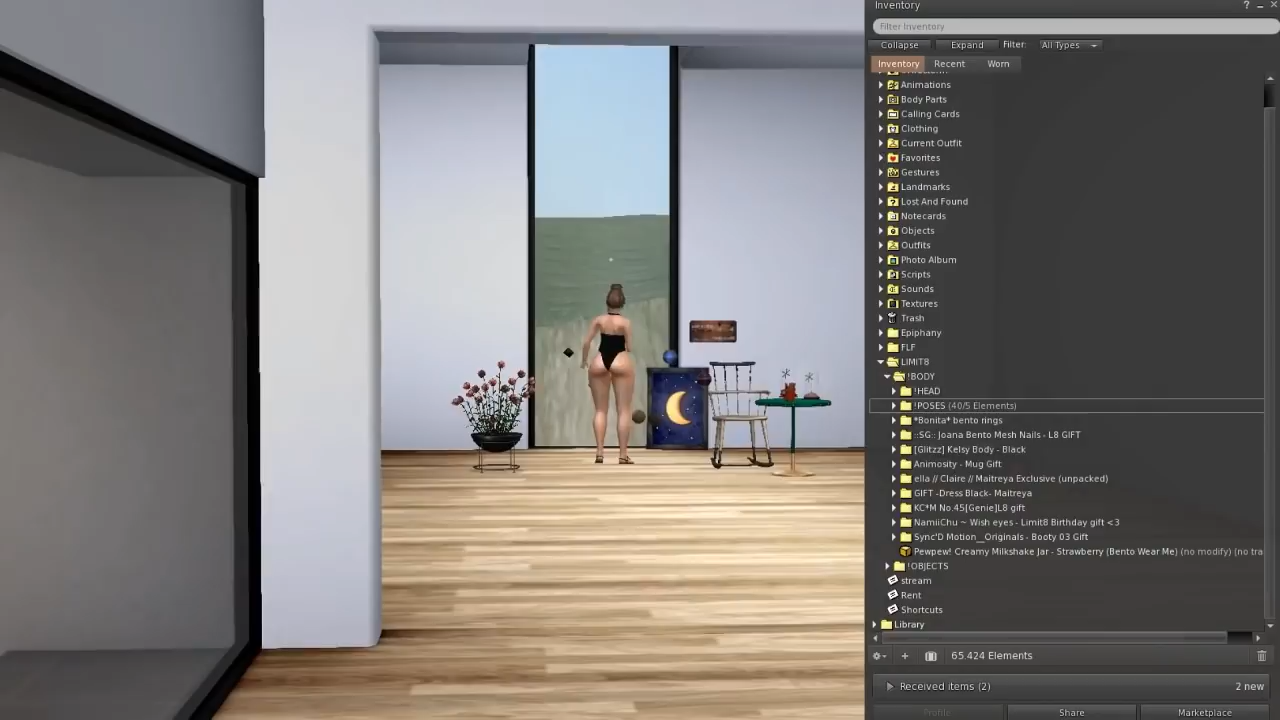 Inventory
? _ ×
Filter Inventory
Collapse Expand Filter: All Types
Inventory Recent Worn
Animations
Body Parts
Calling Cards
Clothing
Current Outfit
Favorites
Gestures
Landmarks
Lost And Found
Notecards
Objects
Outfits
Photo Album
Scripts
Sounds
Textures
Trash
Epiphany
FLF
LIMIT8
!BODY
!HEAD
!POSES (40/5 Elements)
*Bonita* bento rings
::SG:: Joana Bento Mesh Nails - L8 GIFT
[Glitzz] Kelsy Body - Black
Animosity - Mug Gift
ella // Claire // Maitreya Exclusive (unpacked)
GIFT -Dress Black- Maitreya
KC*M No.45[Genie]L8 gift
NamiiChu ~ Wish eyes - Limit8 Birthday gift <3
Sync'D Motion__Originals - Booty 03 Gift
Pewpew! Creamy Milkshake Jar - Strawberry (Bento Wear Me) (no modify) (no tra
!OBJECTS
stream
Rent
Shortcuts
Library
65.424 Elements
Received items (2) 2 new
Profile Share Marketplace